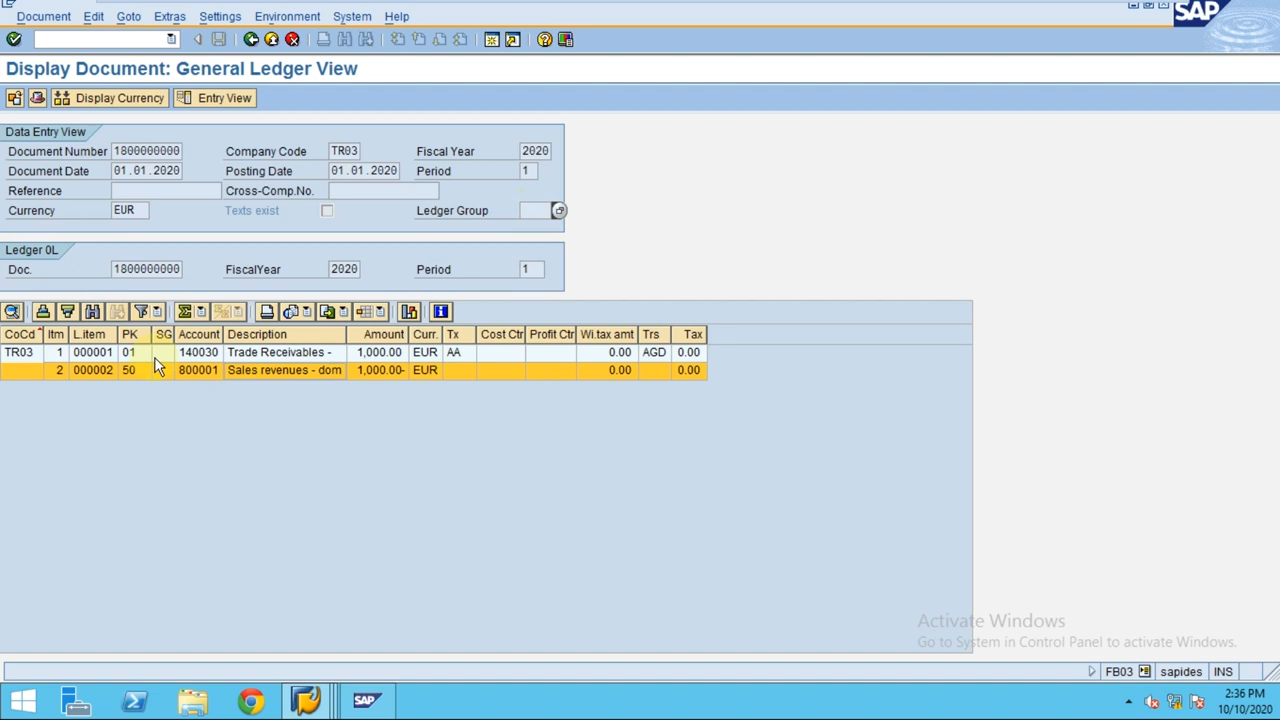 Document Edit Goto Extras Settings Environment System Help
SAP
Display Document: General Ledger View
Display Currency Entry View
Data Entry View
Document Number 1800000000 Company Code TR03 Fiscal Year 2020
Document Date 01.01.2020 Posting Date 01.01.2020 Period 1
Reference Cross-Comp.No.
Currency EUR Texts exist Ledger Group
Ledger 0L
Doc. 1800000000 FiscalYear 2020 Period 1
CoCd Itm L.item PK SG Account Description Amount Curr. Tx Cost Ctr Profit Ctr Wi.tax amt Trs Tax
TR03 1 000001 01 140030 Trade Receivables - 1,000.00 EUR AA 0.00 AGD 0.00
2 000002 50 800001 Sales revenues - dom 1,000.00- EUR 0.00 0.00
Activate Windows
Go to System in Control Panel to activate Windows.
FB03 sapides INS
SAP
2:36 PM
10/10/2020